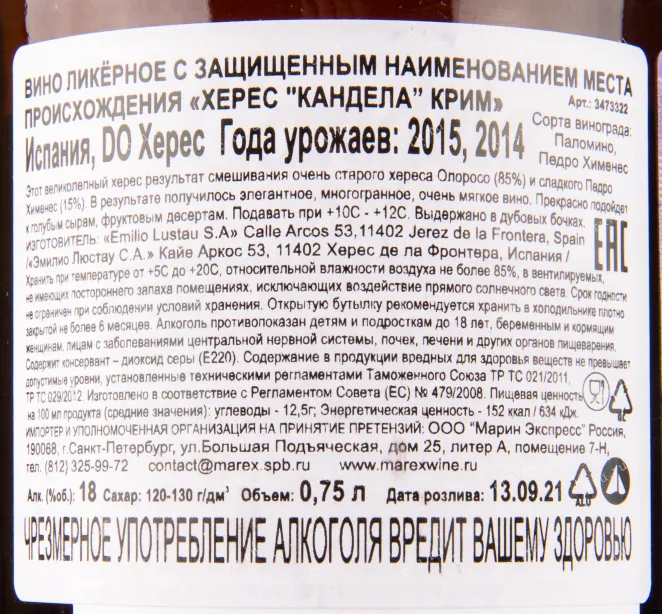 ВИНО ЛИКЁРНОЕ С ЗАЩИЩЕННЫМ НАИМЕНОВАНИЕМ МЕСТА
ПРОИСХОЖДЕНИЯ «ХЕРЕС "КАНДЕЛА” КРИМ»
Арт.: 3473322
Испания, DO Херес Года урожаев: 2015, 2014
Сорта винограда:
Паломино,
Педро Хименес
Этот великолепный херес результат смешивания очень старого хереса Олоросо (85%) и сладкого Педро
Хименес (15%). В результате получилось элегантное, многогранное, очень мягкое вино. Прекрасно подойдет
к голубым сырам, фруктовым десертам. Подавать при +10С - +12С. Выдержано в дубовых бочках.
ИЗГОТОВИТЕЛЬ: «Emilio Lustau S.A» Calle Arcos 53,11402 Jerez de la Frontera, Spain
/«Эмилио Люстау С.А.» Кайе Аркос 53, 11402 Херес де ла Фронтера, Испания /
EAC
Хранить при температуре от +5С до +20С, относительной влажности воздуха не более 85%, в вентилируемых,
не имеющих постороннего запаха помещениях, исключающих воздействие прямого солнечного света. Срок годности
не ограничен при соблюдении условий хранения. Открытую бутылку рекомендуется хранить в холодильнике плотно
закрытой не более 6 месяцев. Алкоголь противопоказан детям и подросткам до 18 лет, беременным и кормящим
женщинам, лицам с заболеваниями центральной нервной системы, почек, печени и других органов пищеварения.
Содержит консервант – диоксид серы (Е220). Содержание в продукции вредных для здоровья веществ не превышает
допустимые уровни, установленные техническими регламентами Таможенного Союза ТР ТС 021/2011,
ТР ТС 029/2012. Изготовлено в соответствие с Регламентом Совета (ЕС) № 479/2008. Пищевая ценность
на 100 мл продукта (средние значения): углеводы - 12,5г; Энергетическая ценность - 152 ккал / 634 кДж.
ИМПОРТЕР И УПОЛНОМОЧЕННАЯ ОРГАНИЗАЦИЯ НА ПРИНЯТИЕ ПРЕТЕНЗИЙ: ООО "Марин Экспресс" Россия,
190068, г.Санкт-Петербург, ул.Большая Подъяческая, дом 25, литер А, помещение 7-Н,
тел. (812) 325-99-72 contact@marex.spb.ru www.marexwine.ru
Алк. (%об.): 18 Сахар: 120-130 г/дм³ Объем: 0,75 л Дата розлива: 13.09.21
ALU
ЧРЕЗМЕРНОЕ УПОТРЕБЛЕНИЕ АЛКОГОЛЯ ВРЕДИТ ВАШЕМУ ЗДОРОВЬЮ